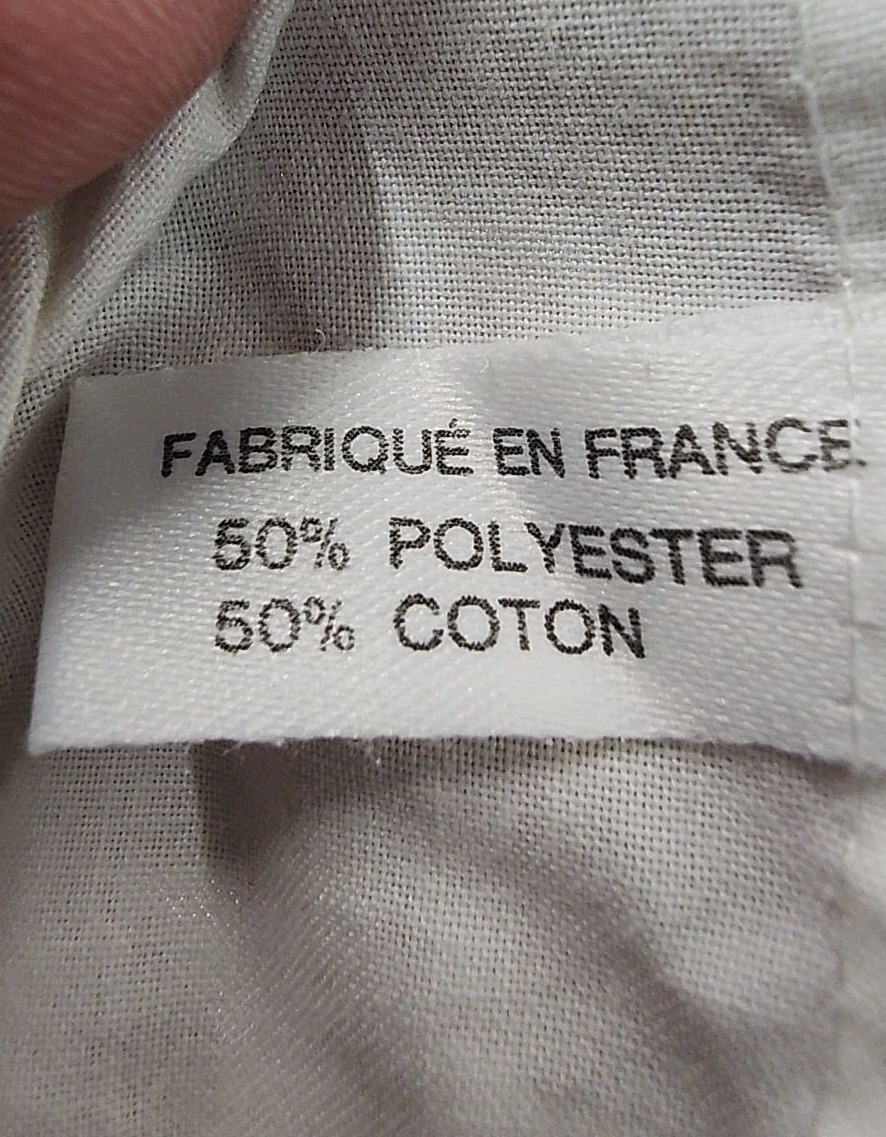 FABRIQUÉ EN FRANCE
50% POLYESTER
50% COTON